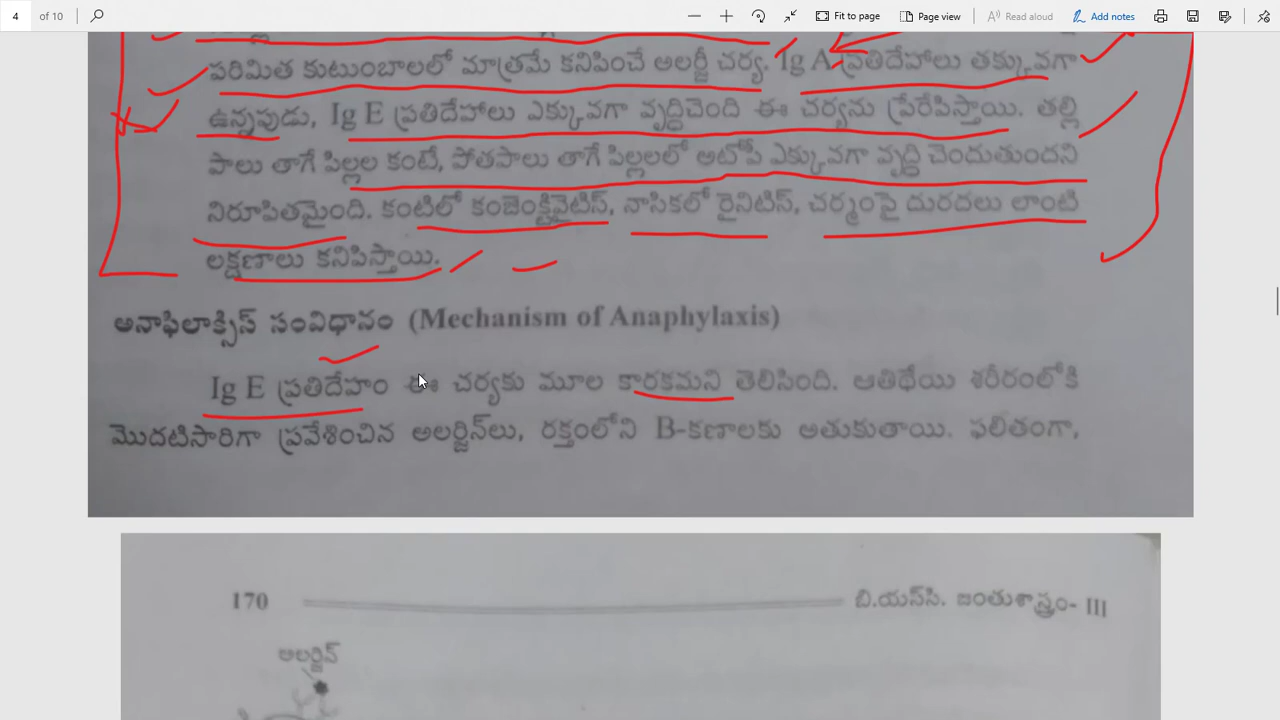 4 of 10 Fit to page Page view Read aloud Add notes
పరిమిత కుటుంబాలలో మాత్రమే కనిపించే అలర్జీ చర్య. Ig A ప్రతిదేహాలు తక్కువగా
ఉన్నపుడు, Ig E ప్రతిదేహాలు ఎక్కువగా వృద్ధిచెంది ఈ చర్యను ప్రేరేపిస్తాయి. తల్లి
పాలు తాగే పిల్లల కంటే, పోతపాలు తాగే పిల్లలలో అటోపీ ఎక్కువగా వృద్ధి చెందుతుందని
నిరూపితమైంది. కంటిలో కంజెంక్టివైటిస్, నాసికలో రైనిటిస్, చర్మంపై దురదలు లాంటి
లక్షణాలు కనిపిస్తాయి.
అనాఫిలాక్సిస్ సంవిధానం (Mechanism of Anaphylaxis)
Ig E ప్రతిదేహం ఈ చర్యకు మూల కారకమని తెలిసింది. ఆతిథేయి శరీరంలోకి
మొదటిసారిగా ప్రవేశించిన అలర్జిన్‌లు, రక్తంలోని B-కణాలకు అతుకుతాయి. ఫలితంగా,
170 బి.యస్‌సి. జంతుశాస్త్రం- III
అలర్జిన్